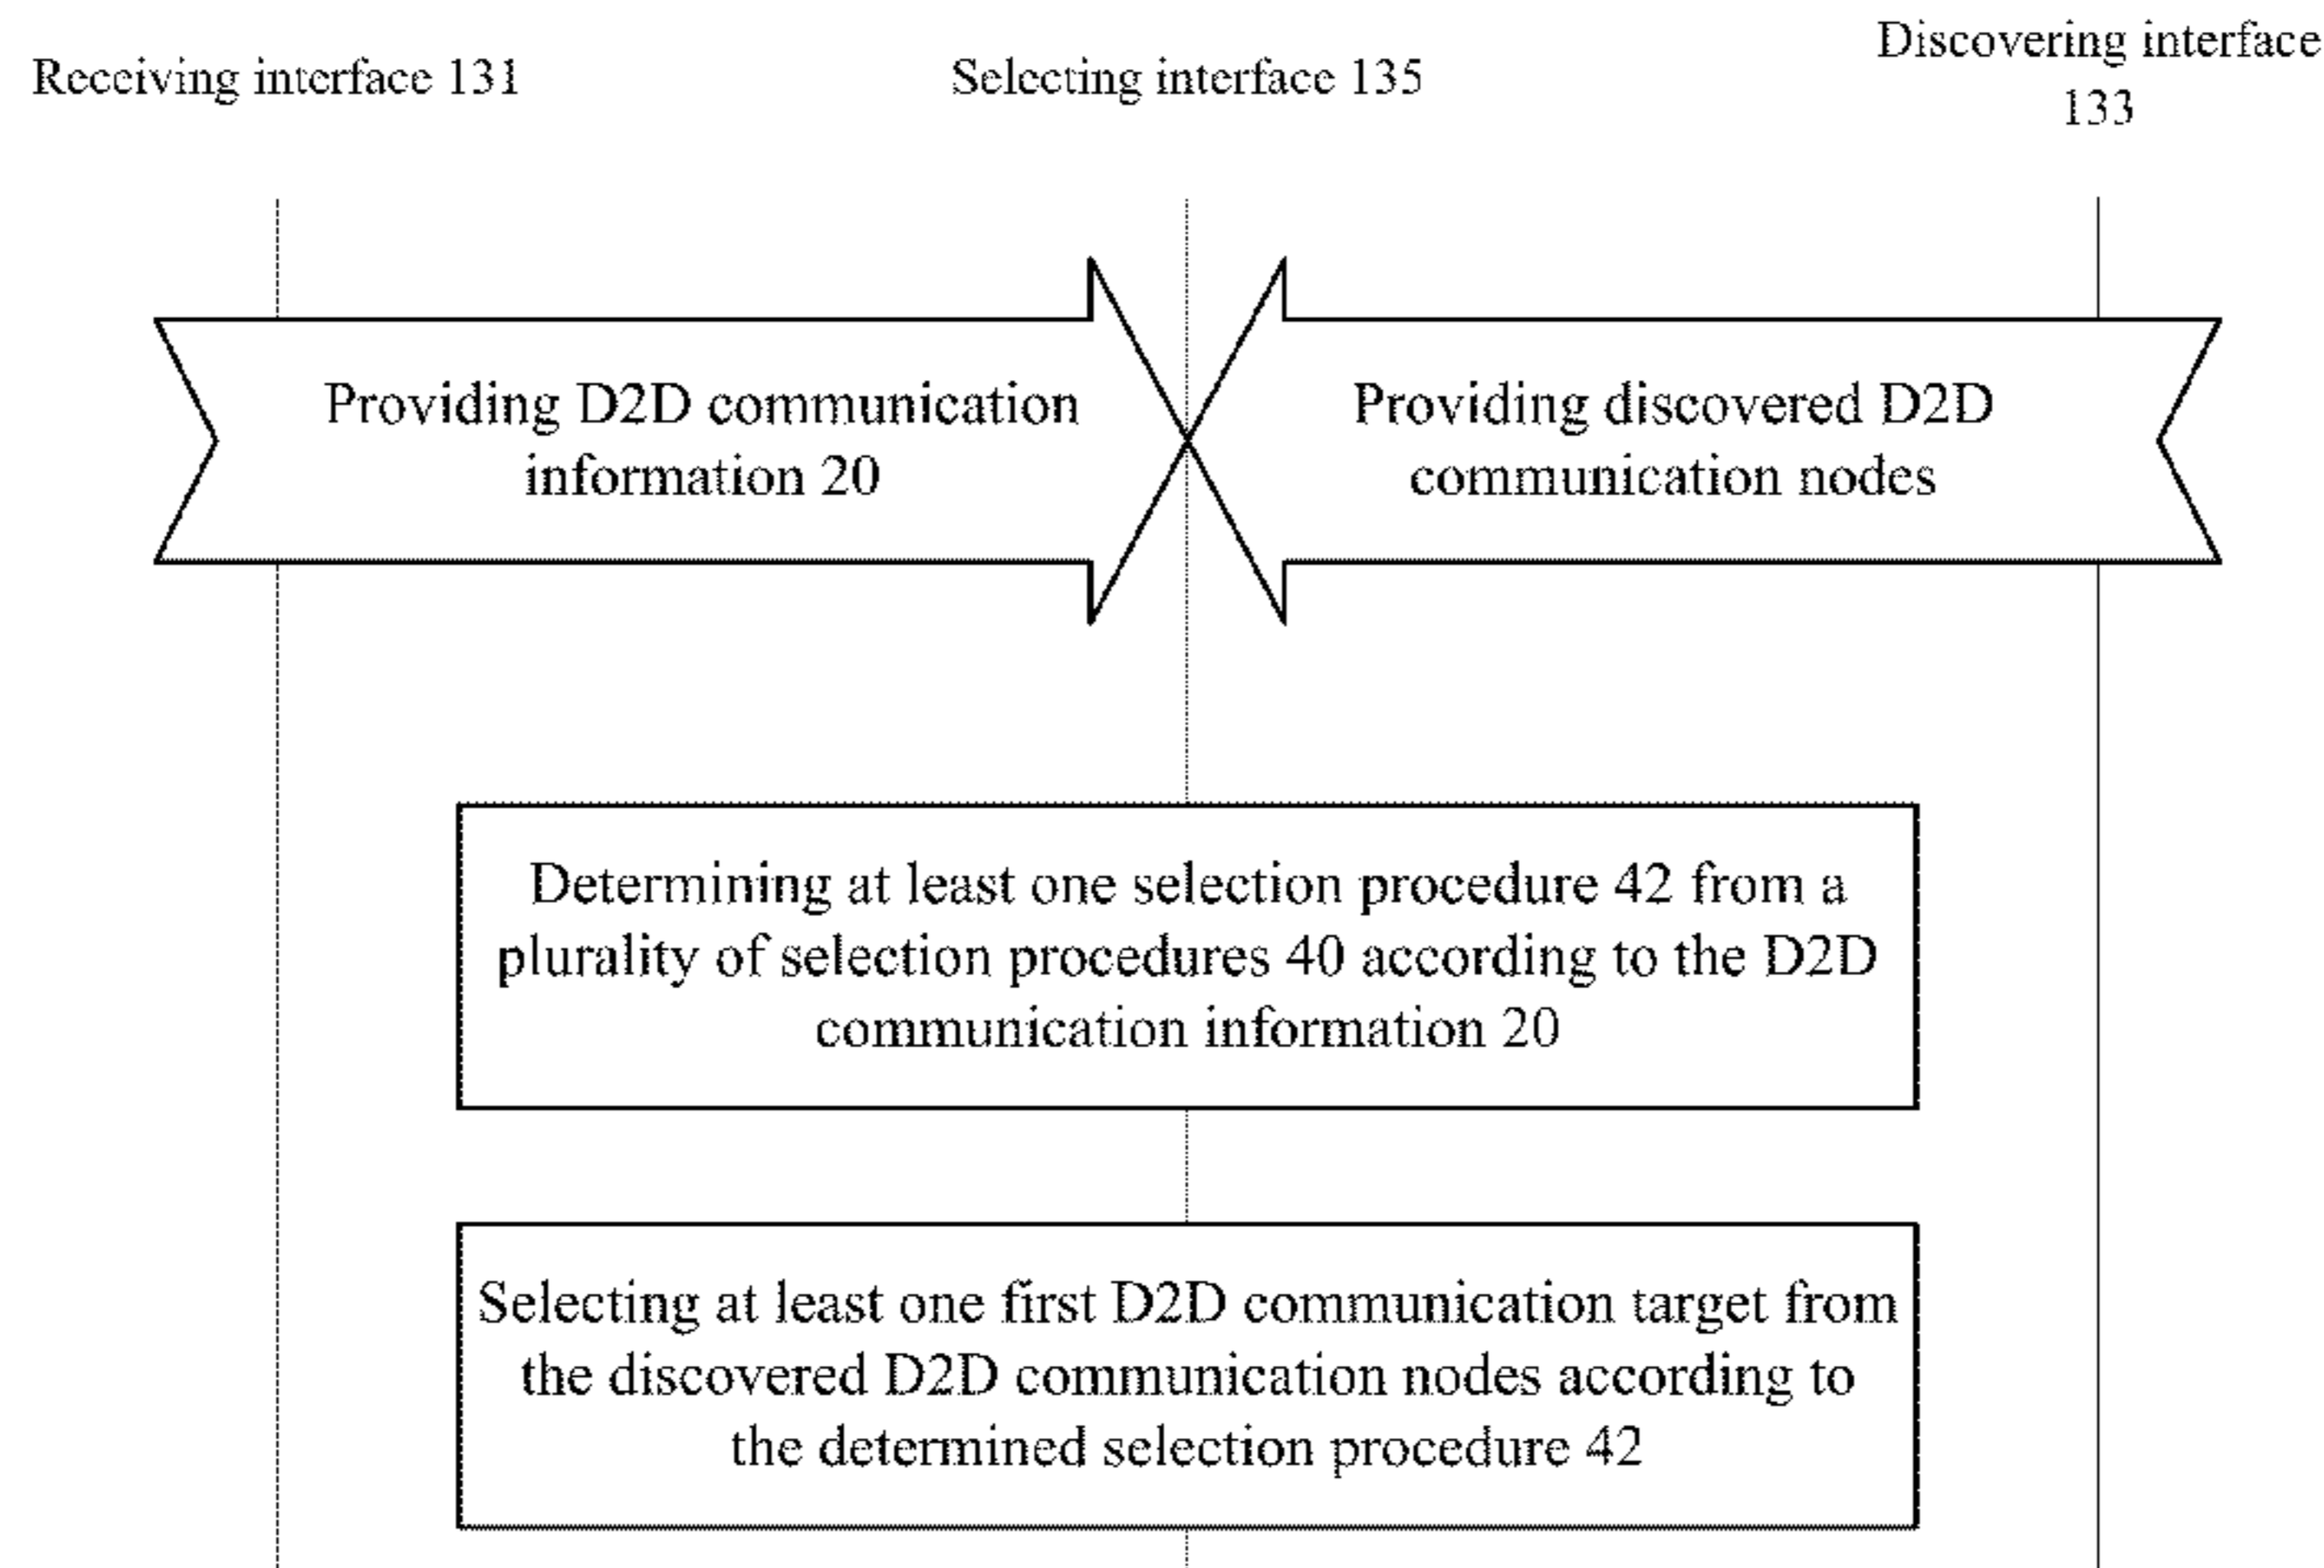 Receiving interface 131
Selecting interface 135
Discovering interface
133
Providing D2D communication
information 20
Providing discovered D2D
communication nodes
Determining at least one selection procedure 42 from a
plurality of selection procedures 40 according to the D2D
communication information 20
Selecting at least one first D2D communication target from
the discovered D2D communication nodes according to
the determined selection procedure 42